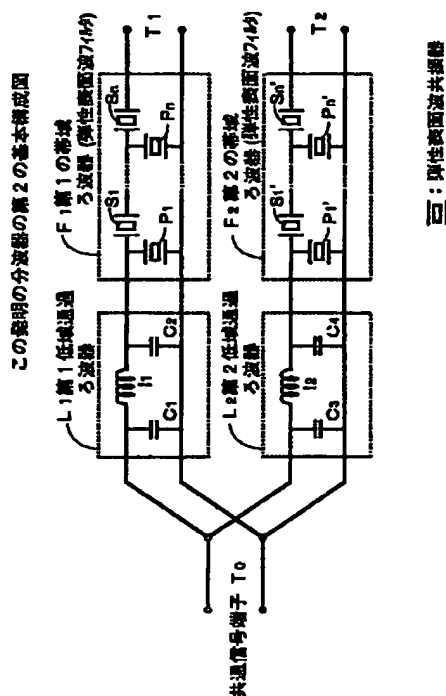 この発明の分波器の第2の基本構成図
L1第1低域通過
ろ波器
F1第1の帯域
ろ波器(弾性表面波フィルタ)
l1
C1
C2
S1
P1
Sn
Pn
T1
共通信号端子 T0
L2第2低域通過
ろ波器
F2第2の帯域
ろ波器(弾性表面波フィルタ)
l2
C3
C4
S1'
P1'
Sn'
Pn'
T2
:弾性表面波共振器